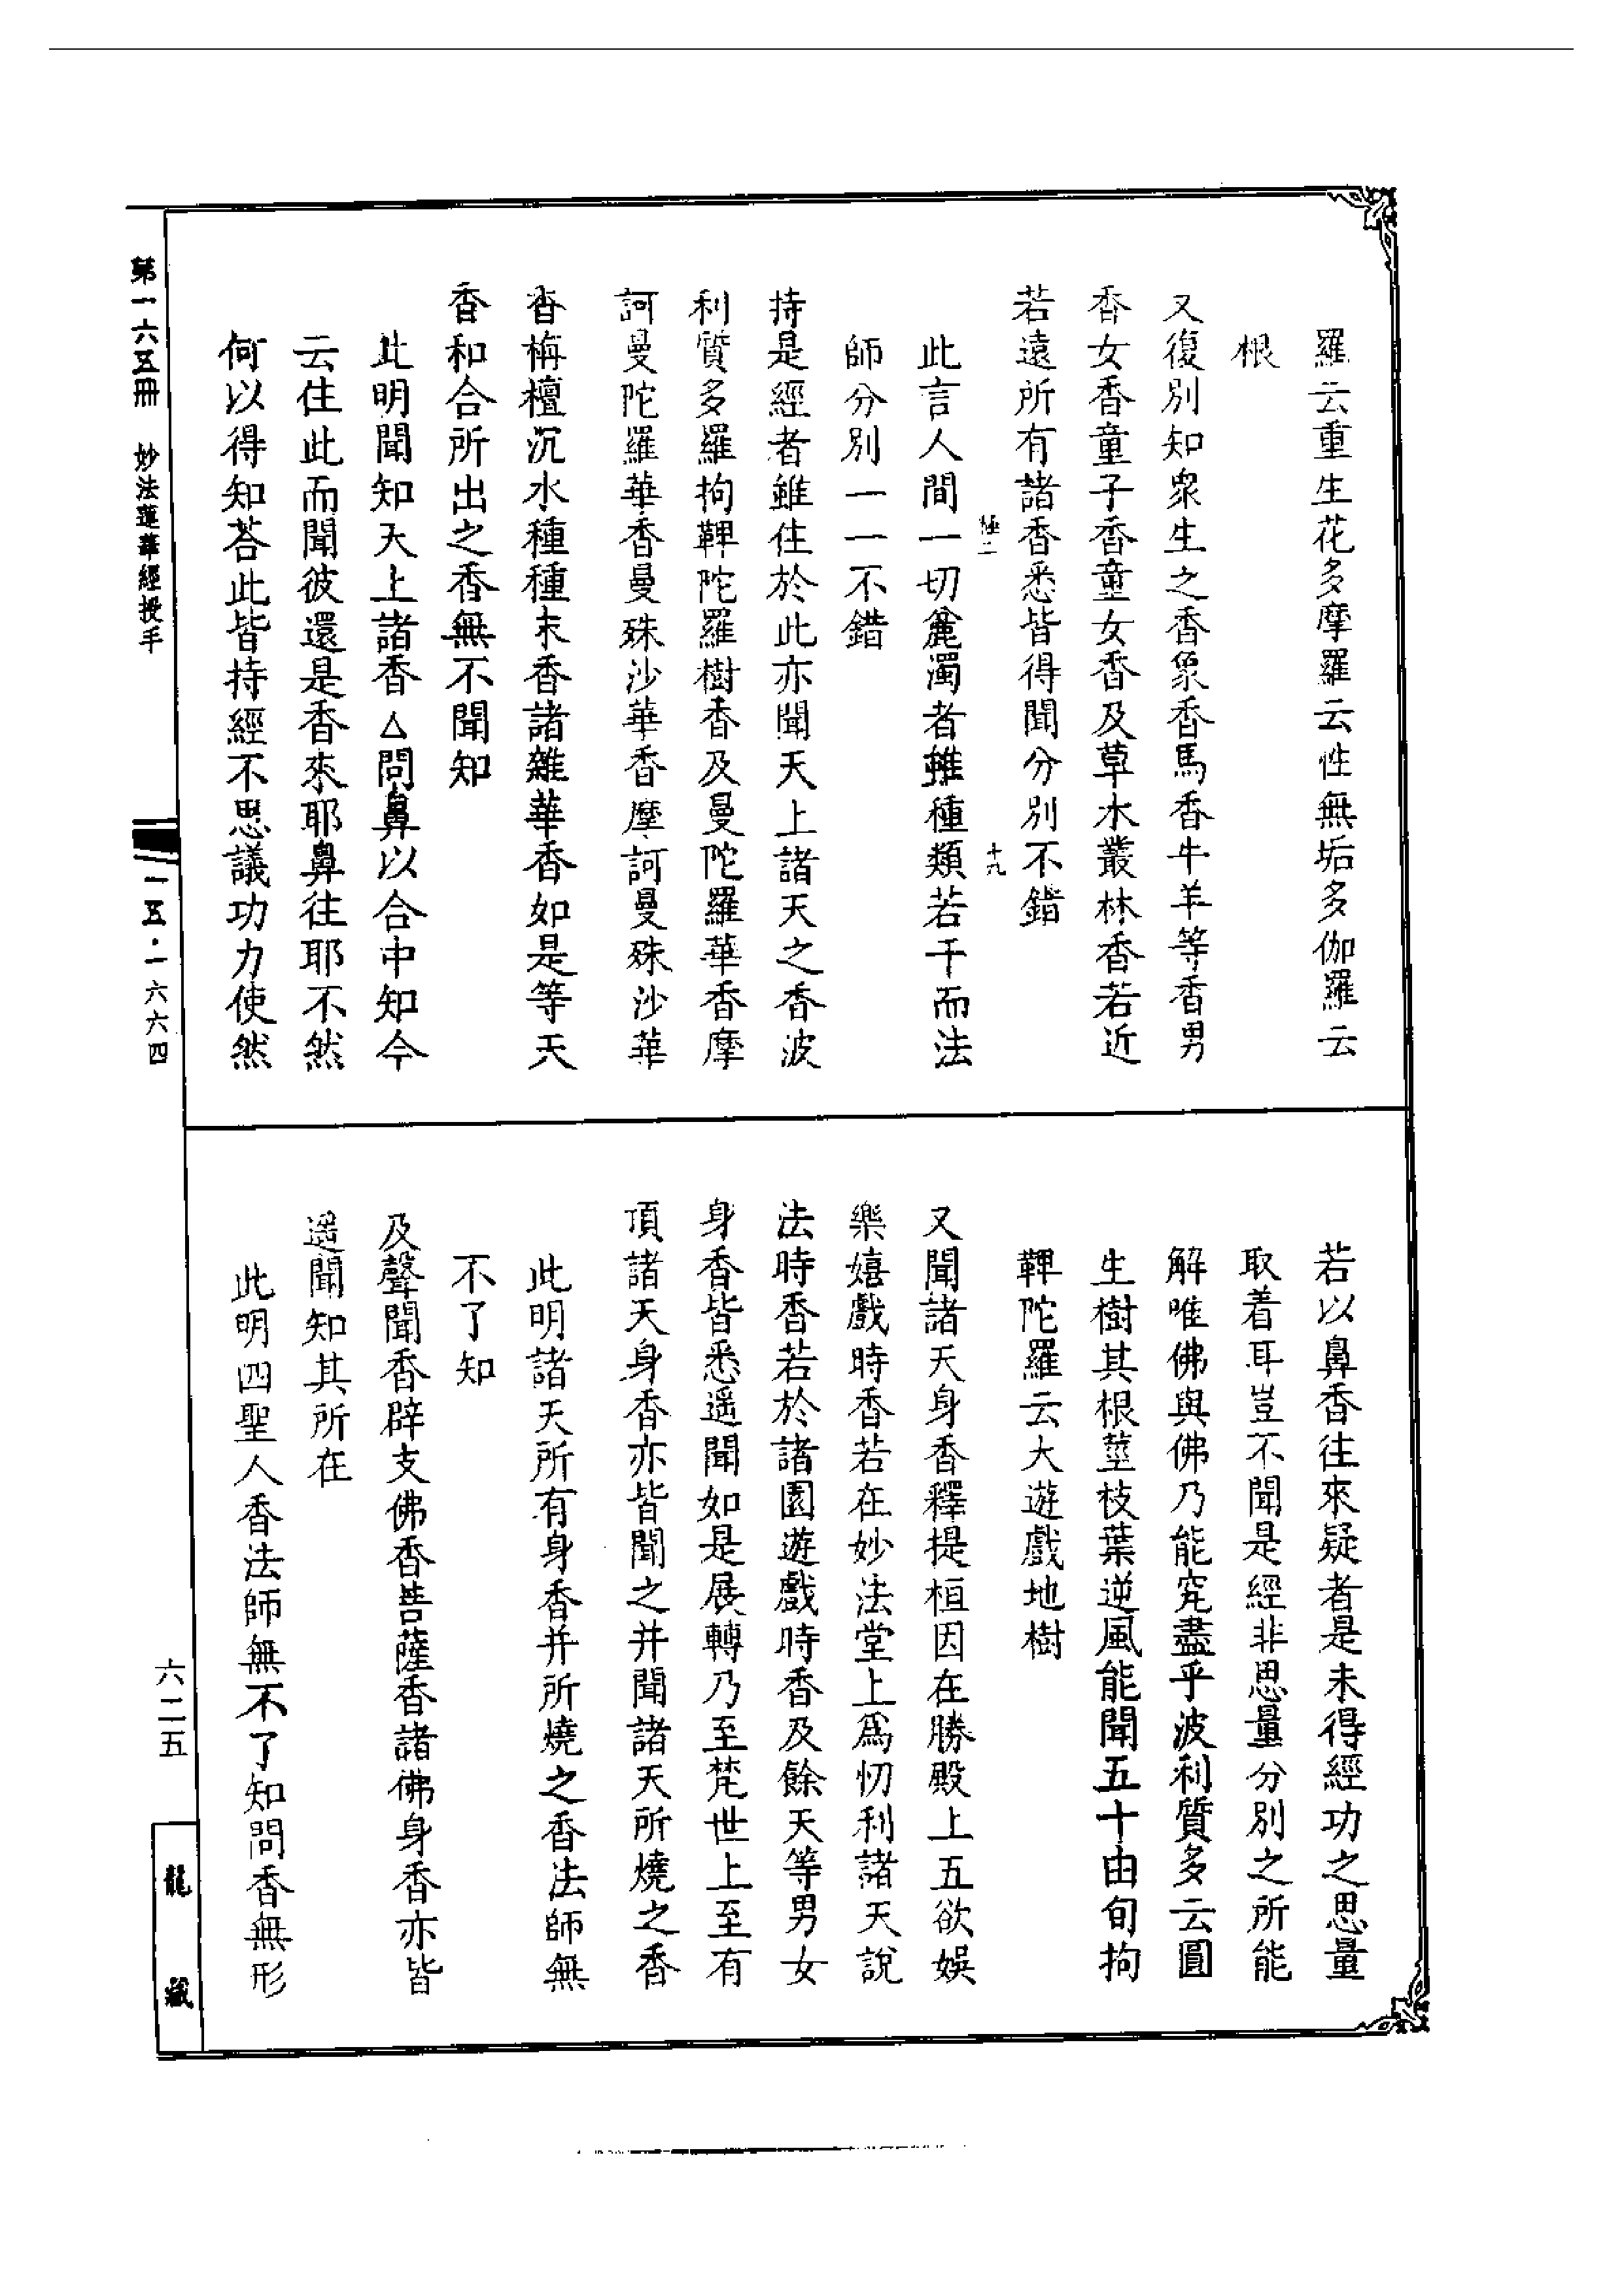 羅云重生花多摩羅云性無垢多伽羅云
根
又復別知衆生之香象香馬香牛羊等香男
香女香童子香童女香及草木叢林香若近
若遠所有諸香悉皆得聞分別不錯
極二
十九
此言人間一切麄濁者雖種類若干而法
師分別一一不錯
持是經者雖住於此亦聞天上諸天之香波
利質多羅拘鞞陀羅樹香及曼陀羅華香摩
訶曼陀羅華香曼殊沙華香摩訶曼殊沙華
香栴檀沉水種種末香諸雜華香如是等天
香和合所出之香無不聞知
此明聞知天上諸香△問鼻以合中知今
云住此而聞彼還是香來耶鼻往耶不然
何以得知荅此皆持經不思議功力使然
若以鼻香往來疑者是未得經功之思量
取着耳豈不聞是經非思量分別之所能
解唯佛與佛乃能究盡乎波利質多云圓
生樹其根莖枝葉逆風能聞五十由旬拘
鞞陀羅云大遊戲地樹
又聞諸天身香釋提桓因在勝殿上五欲娛
樂嬉戲時香若在妙法堂上爲忉利諸天說
法時香若於諸園遊戲時香及餘天等男女
身香皆悉遥聞如是展轉乃至梵世上至有
頂諸天身香亦皆聞之并聞諸天所燒之香
此明諸天所有身香并所燒之香法師無
不了知
及聲聞香辟支佛香菩薩香諸佛身香亦皆
遥聞知其所在
此明四聖人香法師無不了知問香無形
第一六五冊　妙法蓮華經授手
一五·一六六四
六二五
龍藏